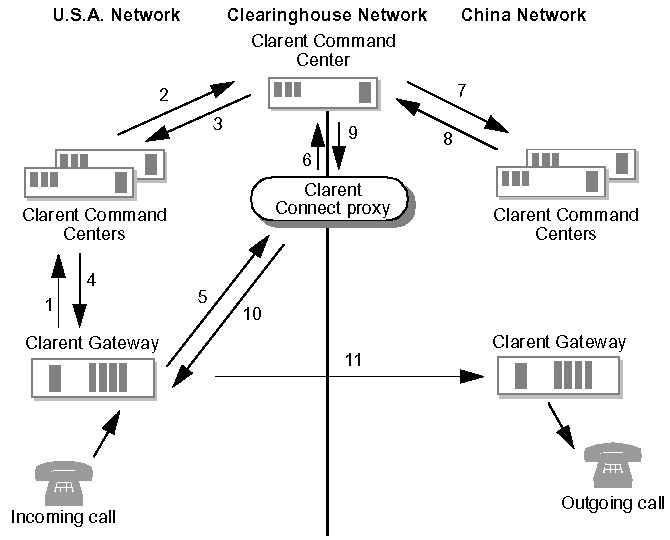 U.S.A. Network
Clearinghouse Network
China Network
Clarent Command
Center
2
3
7
8
6
9
Clarent
Connect proxy
Clarent Command
Centers
Clarent Command
Centers
1
4
5
10
Clarent Gateway
11
Clarent Gateway
Incoming call
Outgoing call